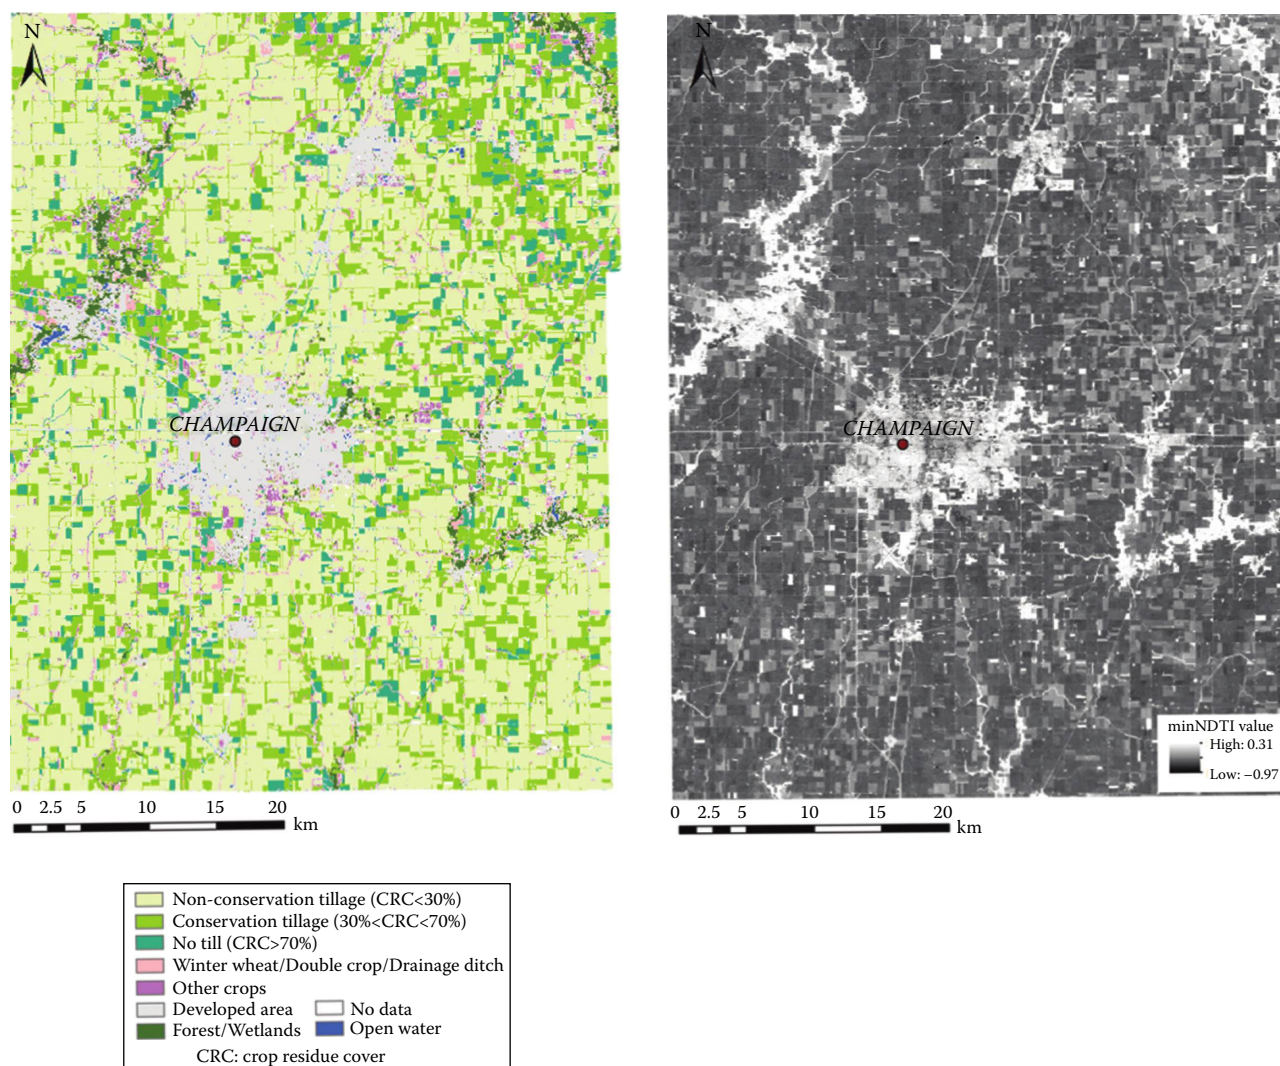 N
CHAMPAIGN
0 2.5 5 10 15 20
km
N
CHAMPAIGN
minNDTI value
High: 0.31
Low: −0.97
0 2.5 5 10 15 20
km
Non-conservation tillage (CRC<30%)
Conservation tillage (30%<CRC<70%)
No till (CRC>70%)
Winter wheat/Double crop/Drainage ditch
Other crops
Developed area No data
Forest/Wetlands Open water
CRC: crop residue cover